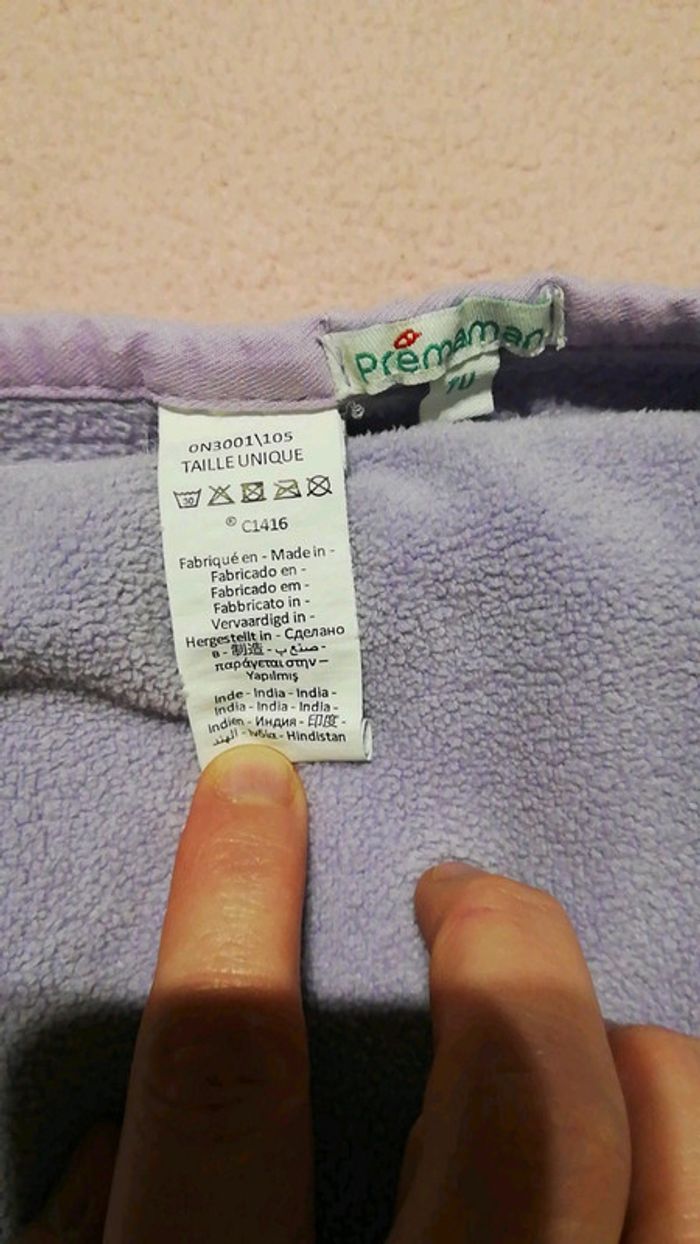 Prémaman
TU
0N3001\105
TAILLE UNIQUE
30
® C1416
Fabriqué en - Made in -
Fabricado en -
Fabricado em -
Fabbricato in -
Vervaardigd in -
Hergestellt in - Сделано
в - 制造 - صنع ب -
παράγεται στην –
Yapılmış
Inde - India - India -
India - India - India -
Indien - Индия - 印度 -
الهند - Ινδία - Hindistan